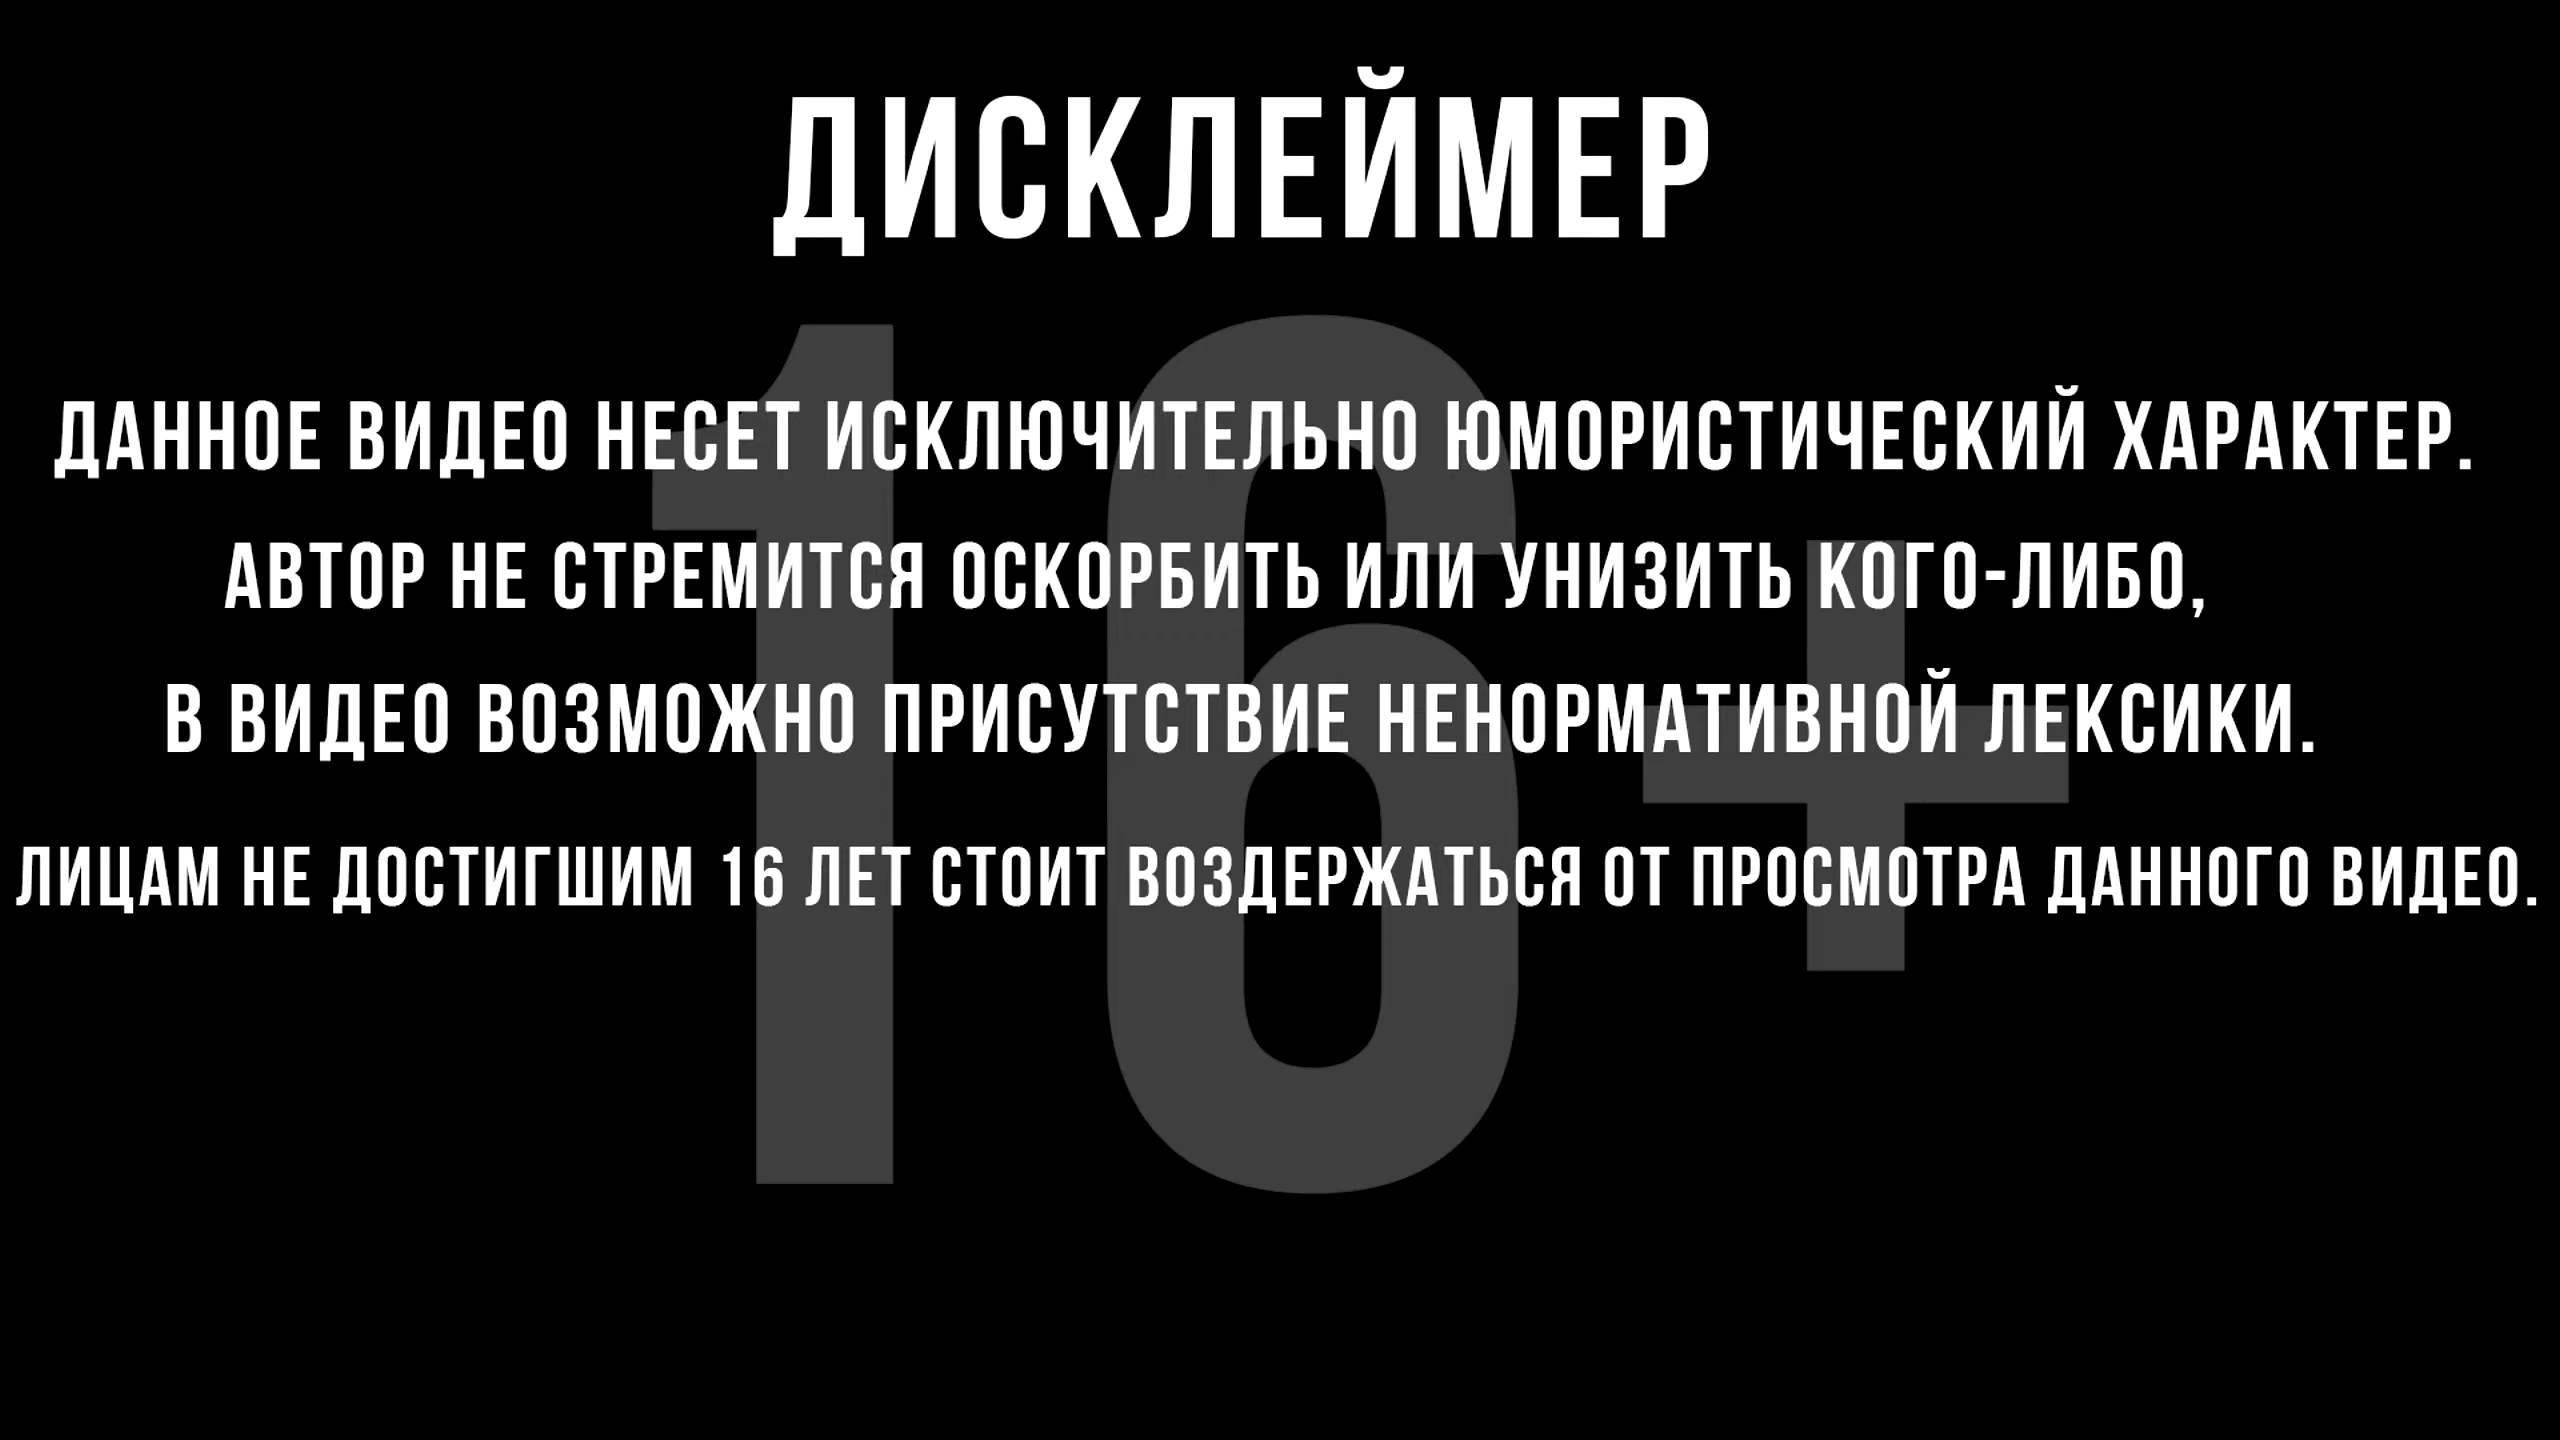 ДИСКЛЕЙМЕР
16+
ДАННОЕ ВИДЕО НЕСЕТ ИСКЛЮЧИТЕЛЬНО ЮМОРИСТИЧЕСКИЙ ХАРАКТЕР.
АВТОР НЕ СТРЕМИТСЯ ОСКОРБИТЬ ИЛИ УНИЗИТЬ КОГО-ЛИБО,
В ВИДЕО ВОЗМОЖНО ПРИСУТСТВИЕ НЕНОРМАТИВНОЙ ЛЕКСИКИ.
ЛИЦАМ НЕ ДОСТИГШИМ 16 ЛЕТ СТОИТ ВОЗДЕРЖАТЬСЯ ОТ ПРОСМОТРА ДАННОГО ВИДЕО.